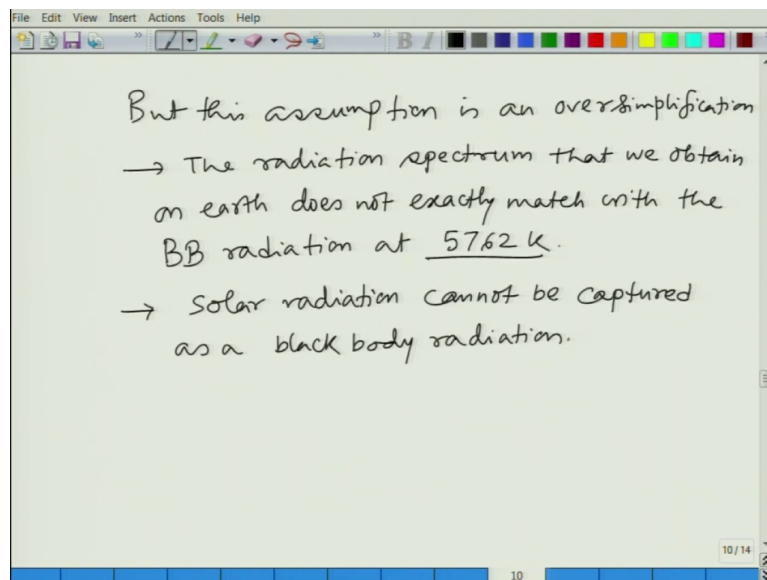 File Edit View Insert Actions Tools Help
» » B I
But this assumption is an oversimplification
→ The radiation spectrum that we obtain
on earth does not exactly match with the
BB radiation at 5762 K.
→ Solar radiation cannot be captured
as a black body radiation.
10/14
10